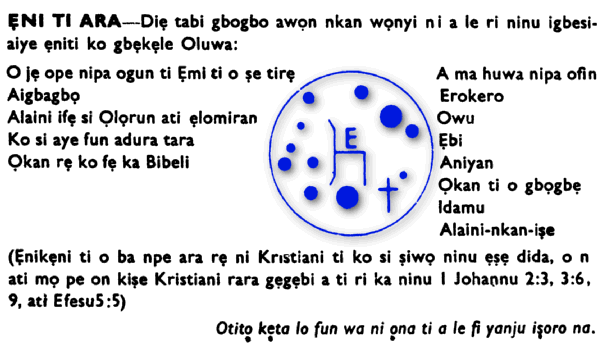 ẸNI TI ARA—Diẹ tabi gbogbo awọn nkan wọnyi ni a le ri ninu igbesi-
aiye ẹniti ko gbẹkẹle Oluwa:
O jẹ ope nipa ogun ti Ẹmi ti o ṣe tirẹ
Aigbagbọ
Alaini ifẹ si Ọlọrun ati ẹlomiran
Ko si aye fun adura tara
Ọkan rẹ ko fẹ ka Bibeli
E
A ma huwa nipa ofin
Erokero
Owu
Ẹbi
Aniyan
Ọkan ti o gbọgbẹ
Idamu
Alaini-nkan-iṣe
(Ẹnikẹni ti o ba npe ara rẹ ni Kristiani ti ko si ṣiwọ ninu ẹṣẹ dida, o n
ati mọ pe on kiṣe Kristiani rara gẹgẹbi a ti ri ka ninu I Johaṇnu 2:3, 3:6,
9, atł Efesu5:5)
Otitọ kẹta lo fun wa ni ọna ti a le fi yanju iṣoro na.